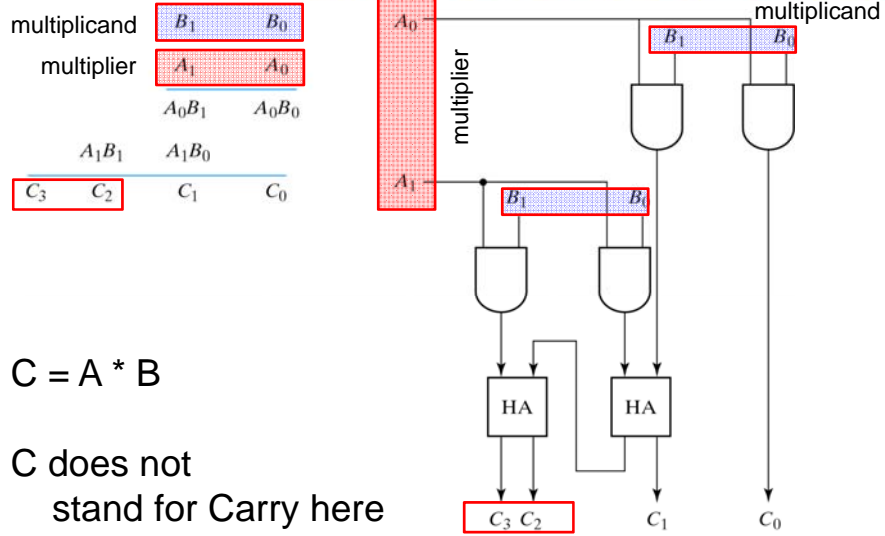 multiplicand B₁ B₀
multiplier A₁ A₀
A₀B₁ A₀B₀
A₁B₁ A₁B₀
C₃ C₂ C₁ C₀
C = A * B
C does not
stand for Carry here
multiplicand
A₀
B₁ B₀
multiplier
A₁
B₁ B₀
HA HA
C₃ C₂ C₁ C₀